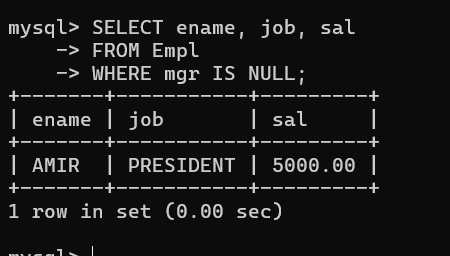 mysql> SELECT ename, job, sal
    -> FROM Empl
    -> WHERE mgr IS NULL;
+-------+-----------+---------+
| ename | job       | sal     |
+-------+-----------+---------+
| AMIR  | PRESIDENT | 5000.00 |
+-------+-----------+---------+
1 row in set (0.00 sec)

mysql>